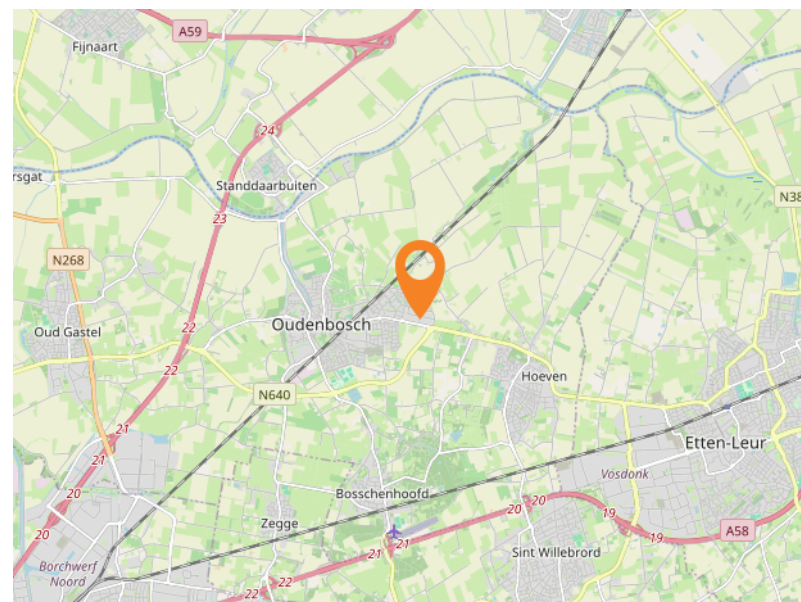 A59
Fijnaart
24
Standdaarbuiten
rsgat
N38
23
N268
Oud Gastel
22
Oudenbosch
22
Hoeven
N640
21
Etten-Leur
21
Vosdonk
20
Bosschenhoofd
20
20
20
19
Zegge
A58
21
21
19
Sint Willebrord
Borchwerf
Noord
22
22